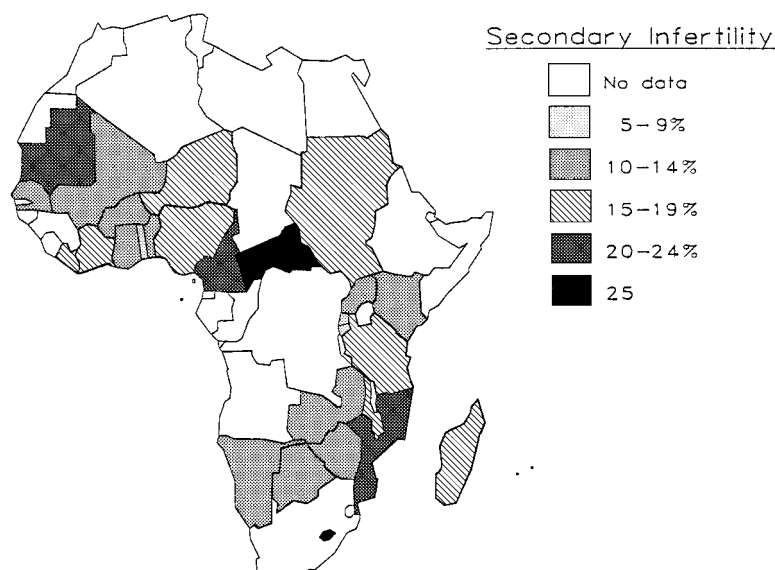 Secondary Infertility
No data
5-9%
10-14%
15-19%
20-24%
25